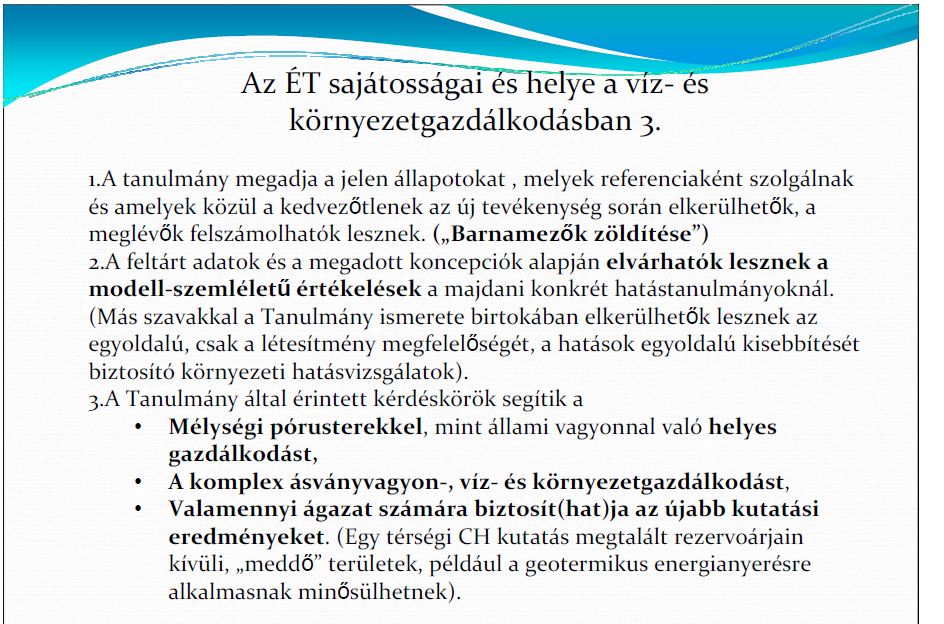 Az ÉT sajátosságai és helye a víz- és
környezetgazdálkodásban 3.
1.A tanulmány megadja a jelen állapotokat , melyek referenciaként szolgálnak
és amelyek közül a kedvezőtlenek az új tevékenység során elkerülhetők, a
meglévők felszámolhatók lesznek. („Barnamezők zöldítése”)
2.A feltárt adatok és a megadott koncepciók alapján elvárhatók lesznek a
modell-szemléletű értékelések a majdani konkrét hatástanulmányoknál.
(Más szavakkal a Tanulmány ismerete birtokában elkerülhetők lesznek az
egyoldalú, csak a létesítmény megfelelőségét, a hatások egyoldalú kisebbítését
biztosító környezeti hatásvizsgálatok).
3.A Tanulmány által érintett kérdéskörök segítik a
• Mélységi pórusterekkel, mint állami vagyonnal való helyes
gazdálkodást,
• A komplex ásványvagyon-, víz- és környezetgazdálkodást,
• Valamennyi ágazat számára biztosít(hat)ja az újabb kutatási
eredményeket. (Egy térségi CH kutatás megtalált rezervoárjain
kívüli, „meddő” területek, például a geotermikus energianyerésre
alkalmasnak minősülhetnek).